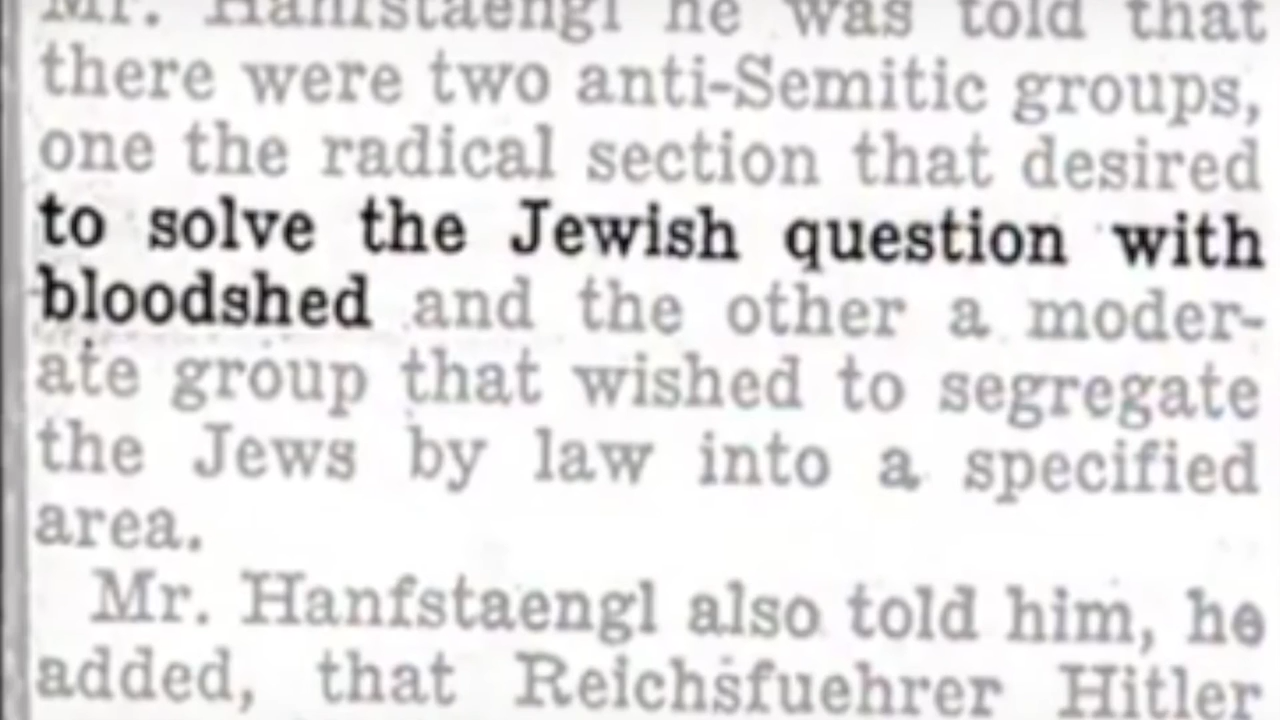 Mr. Hanfstaengl he was told that
there were two anti-Semitic groups,
one the radical section that desired
to solve the Jewish question with
bloodshed and the other a moder-
ate group that wished to segregate
the Jews by law into a specified
area.
Mr. Hanfstaengl also told him, he
added, that Reichsfuehrer Hitler